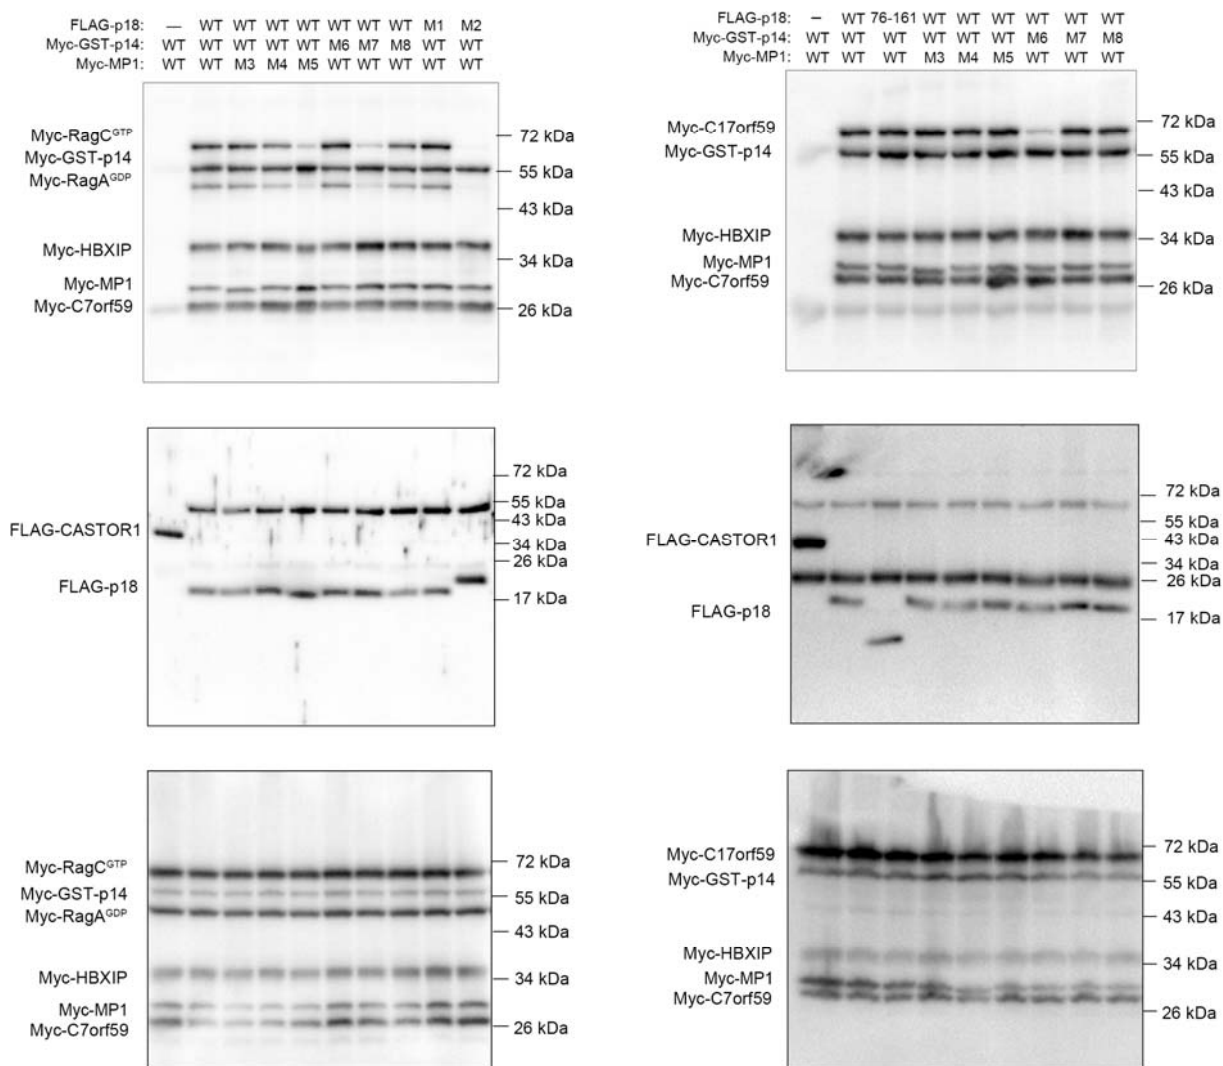 FLAG-p18: — WT WT WT WT WT WT WT M1 M2
Myc-GST-p14: WT WT WT WT WT M6 M7 M8 WT WT
Myc-MP1: WT WT M3 M4 M5 WT WT WT WT WT
Myc-RagCGTP
Myc-GST-p14
Myc-RagAGDP
Myc-HBXIP
Myc-MP1
Myc-C7orf59
72 kDa
55 kDa
43 kDa
34 kDa
26 kDa
FLAG-p18: – WT 76-161 WT WT WT WT WT WT
Myc-GST-p14: WT WT WT WT WT WT M6 M7 M8
Myc-MP1: WT WT WT M3 M4 M5 WT WT WT
Myc-C17orf59
Myc-GST-p14
Myc-HBXIP
Myc-MP1
Myc-C7orf59
72 kDa
55 kDa
43 kDa
34 kDa
26 kDa
FLAG-CASTOR1
FLAG-p18
72 kDa
55 kDa
43 kDa
34 kDa
26 kDa
17 kDa
FLAG-CASTOR1
FLAG-p18
72 kDa
55 kDa
43 kDa
34 kDa
26 kDa
17 kDa
Myc-RagCGTP
Myc-GST-p14
Myc-RagAGDP
Myc-HBXIP
Myc-MP1
Myc-C7orf59
72 kDa
55 kDa
43 kDa
34 kDa
26 kDa
Myc-C17orf59
Myc-GST-p14
Myc-HBXIP
Myc-MP1
Myc-C7orf59
72 kDa
55 kDa
43 kDa
34 kDa
26 kDa